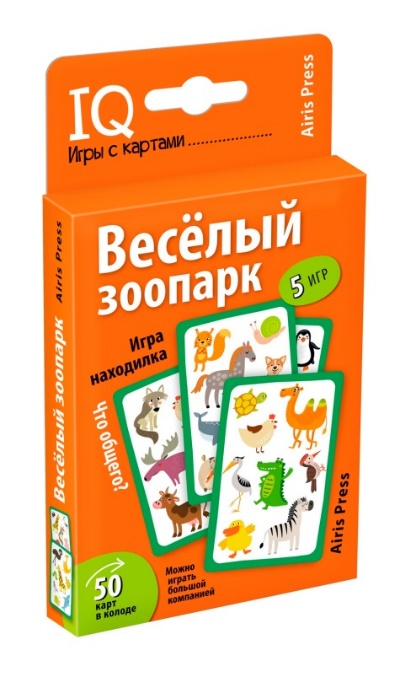 IQ
Игры с картами
Airis Press
Весёлый
зоопарк
5 ИГР
Игра
находилка
Что общего?
Airis Press
Можно
играть
большой
компанией
Airis Press
Весёлый зоопарк
50
карт
в колоде